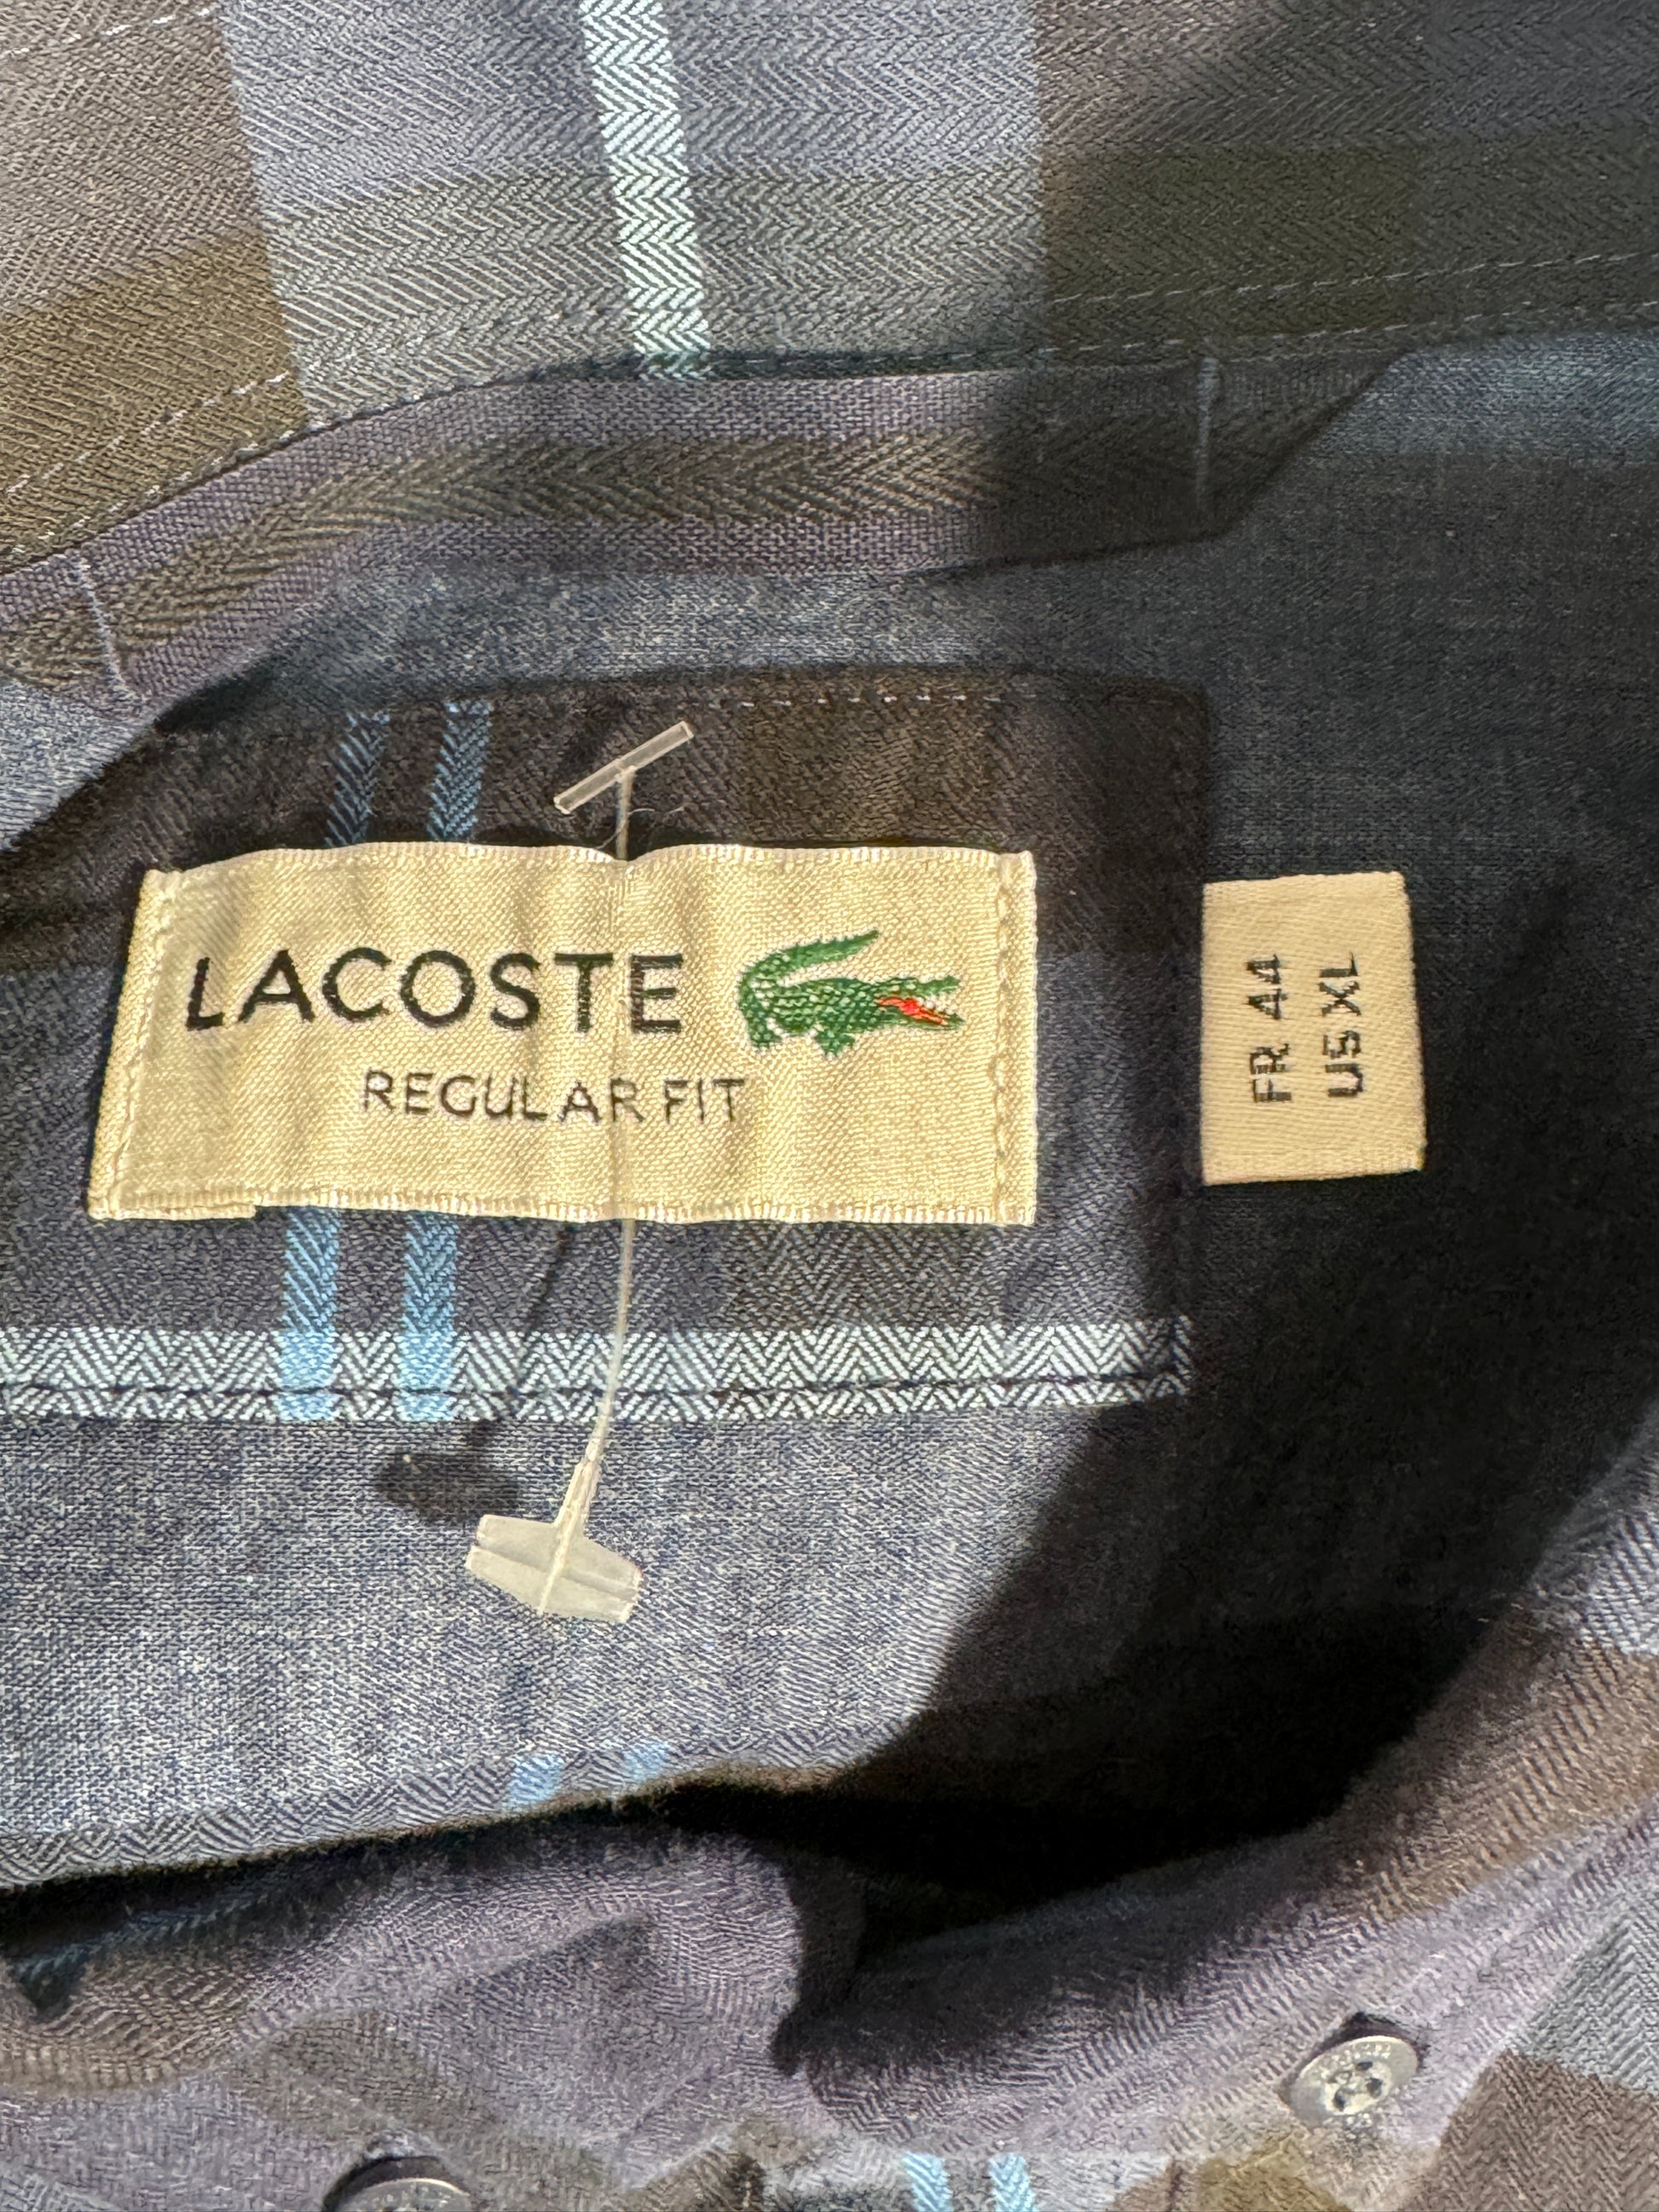 LACOSTE
REGULAR FIT
FR 44
US XL